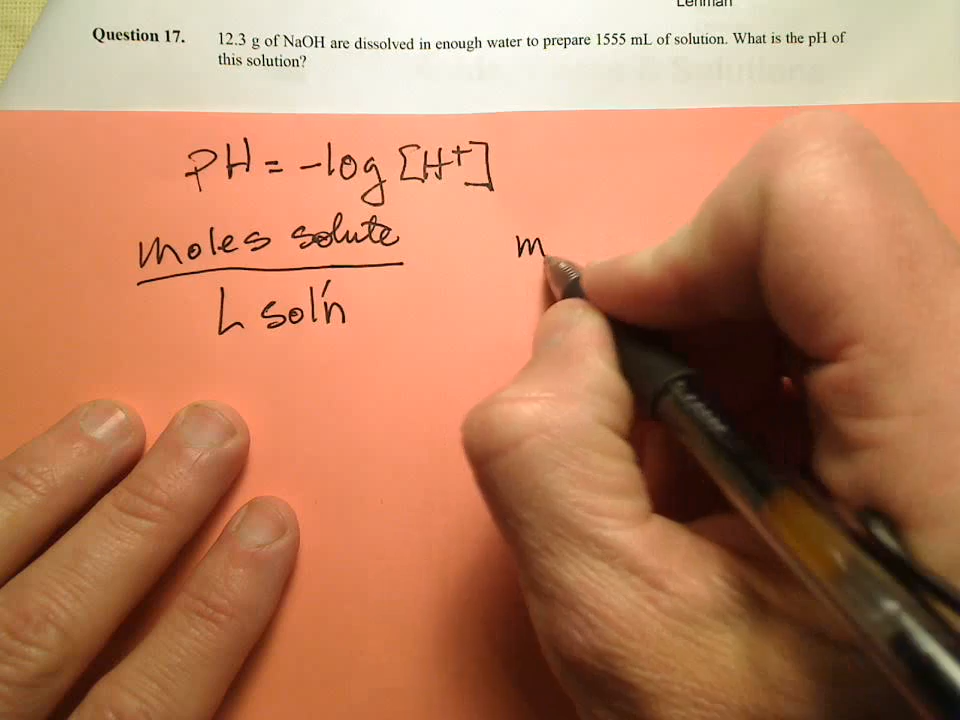 Lehman
Question 17. 12.3 g of NaOH are dissolved in enough water to prepare 1555 mL of solution. What is the pH of
this solution?
PH = -log [H+]
moles solute
L sol'n
m